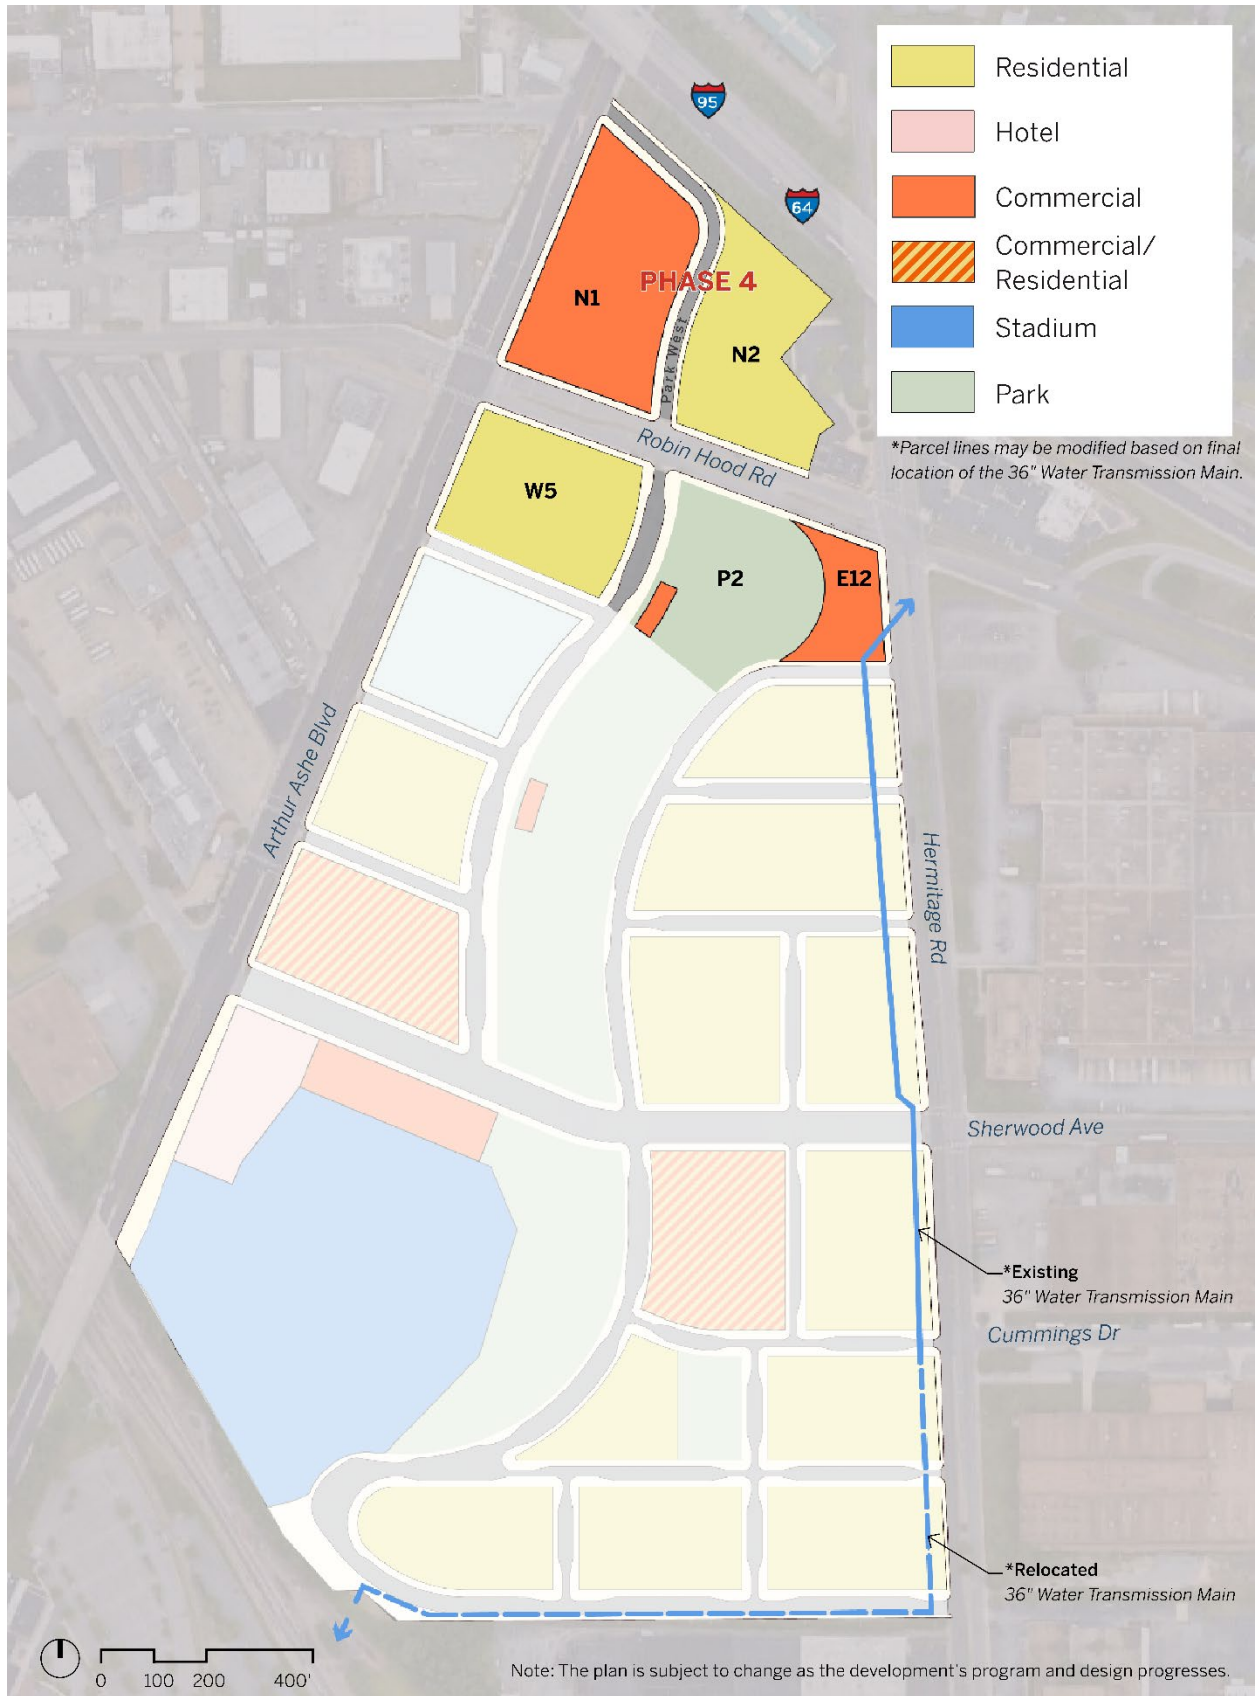 95
64
Residential
Hotel
Commercial
Commercial/
Residential
Stadium
Park
*Parcel lines may be modified based on final
location of the 36" Water Transmission Main.
PHASE 4
N1
N2
Park West
Robin Hood Rd
W5
P2
E12
Arthur Ashe Blvd
Hermitage Rd
Sherwood Ave
*Existing
36" Water Transmission Main
Cummings Dr
*Relocated
36" Water Transmission Main
0 100 200 400'
Note: The plan is subject to change as the development's program and design progresses.